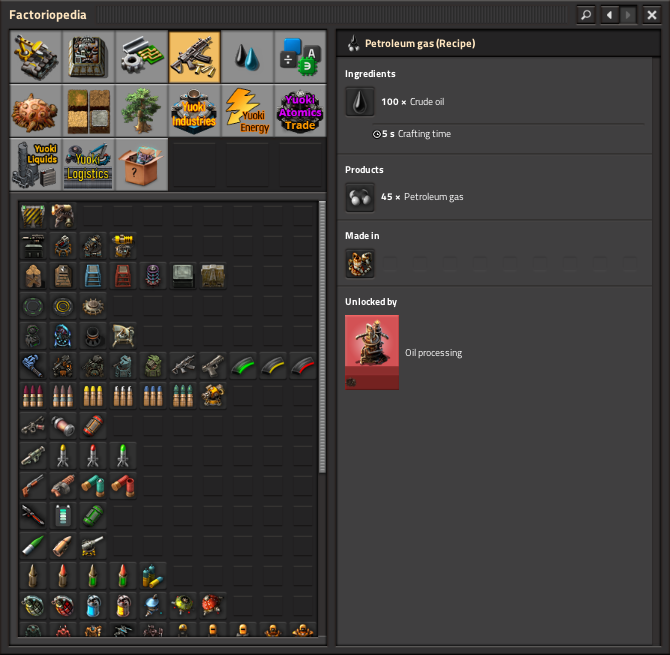 Factoriopedia
A
Yuoki
Industries
Yuoki
Energy
Yuoki
Atomics
Trade
Yuoki
Liquids
Yuoki
Logistics
?
Petroleum gas (Recipe)
Ingredients
100 × Crude oil
5 s Crafting time
Products
45 × Petroleum gas
Made in
Unlocked by
Oil processing